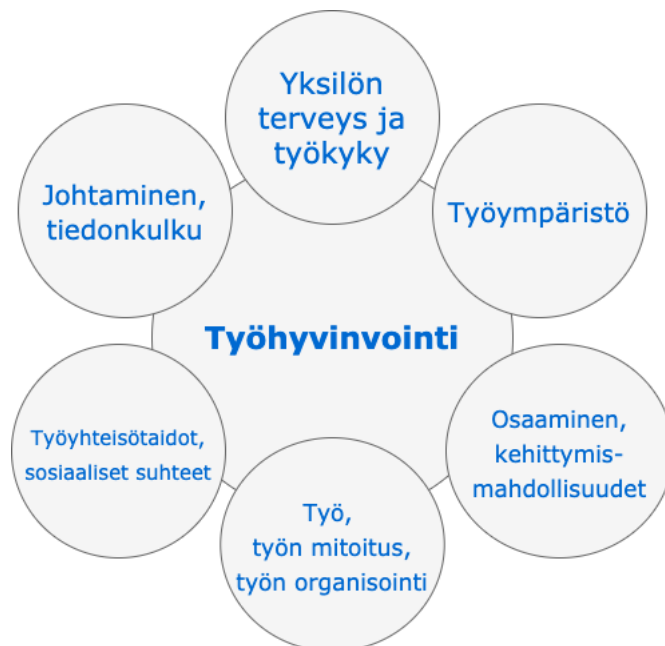 Yksilön
terveys ja
työkyky
Johtaminen,
tiedonkulku
Työympäristö
Työhyvinvointi
Työyhteisötaidot,
sosiaaliset suhteet
Osaaminen,
kehittymis-
mahdollisuudet
Työ,
työn mitoitus,
työn organisointi